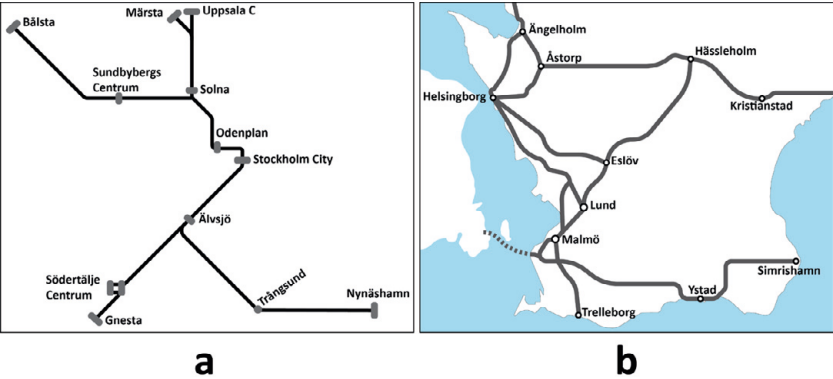 Bålsta
Märsta
Uppsala C
Sundbybergs
Centrum
Solna
Odenplan
Stockholm City
Älvsjö
Södertälje
Centrum
Gnesta
Trångsund
Nynäshamn
a
Ängelholm
Åstorp
Hässleholm
Helsingborg
Kristianstad
Eslöv
Lund
Malmö
Simrishamn
Ystad
Trelleborg
b